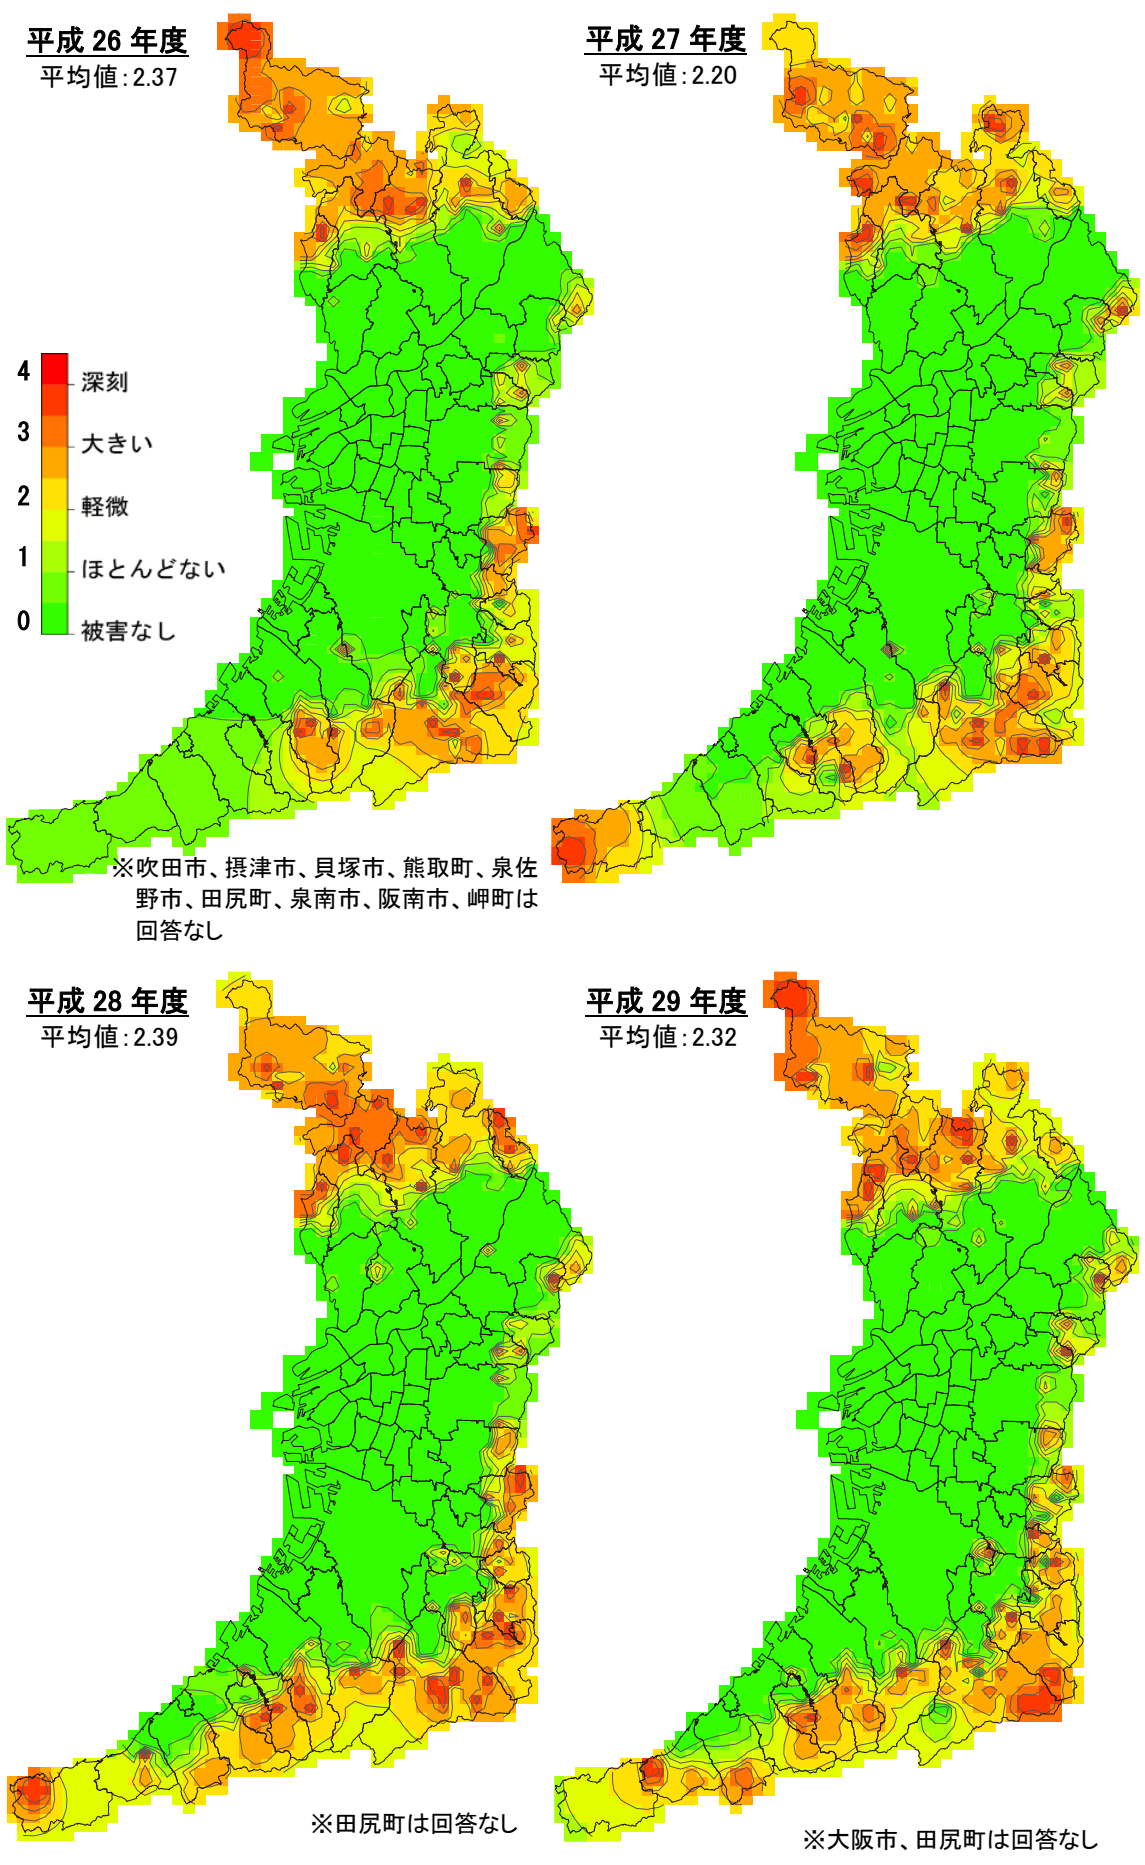 平成 26 年度
平均値：2.37
平成 27 年度
平均値：2.20
4
深刻
3
大きい
2
軽微
1
ほとんどない
0
被害なし
※吹田市、摂津市、貝塚市、熊取町、泉佐
野市、田尻町、泉南市、阪南市、岬町は
回答なし
平成 28 年度
平均値：2.39
平成 29 年度
平均値：2.32
※田尻町は回答なし
※大阪市、田尻町は回答なし